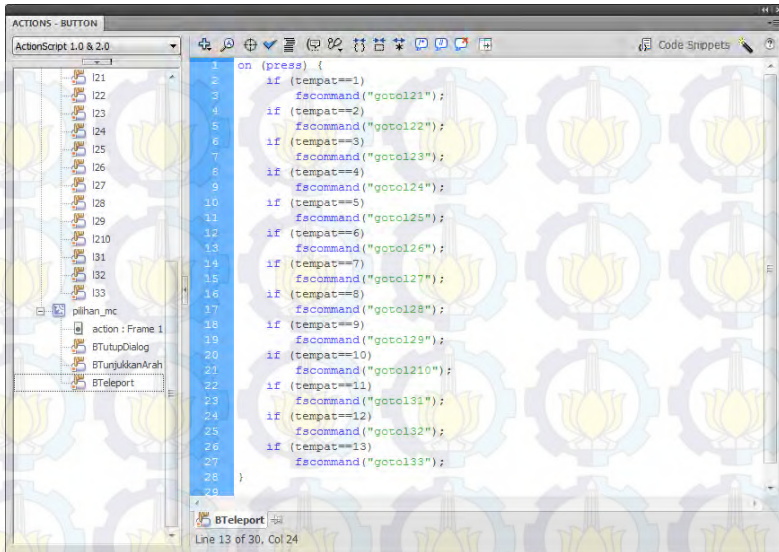 ACTIONS - BUTTON
ActionScript 1.0 & 2.0
Code Snippets
l21
l22
l23
l24
l25
l26
l27
l28
l29
l210
l31
l32
l33
pilihan_mc
action : Frame 1
BTutupDialog
BTunjukkanArah
BTeleport
1 on (press) {
2 if (tempat==1)
3 fscommand("gotol21");
4 if (tempat==2)
5 fscommand("gotol22");
6 if (tempat==3)
7 fscommand("gotol23");
8 if (tempat==4)
9 fscommand("gotol24");
10 if (tempat==5)
11 fscommand("gotol25");
12 if (tempat==6)
13 fscommand("gotol26");
14 if (tempat==7)
15 fscommand("gotol27");
16 if (tempat==8)
17 fscommand("gotol28");
18 if (tempat==9)
19 fscommand("gotol29");
20 if (tempat==10)
21 fscommand("gotol210");
22 if (tempat==11)
23 fscommand("gotol31");
24 if (tempat==12)
25 fscommand("gotol32");
26 if (tempat==13)
27 fscommand("gotol33");
28 }
29
BTeleport
Line 13 of 30, Col 24